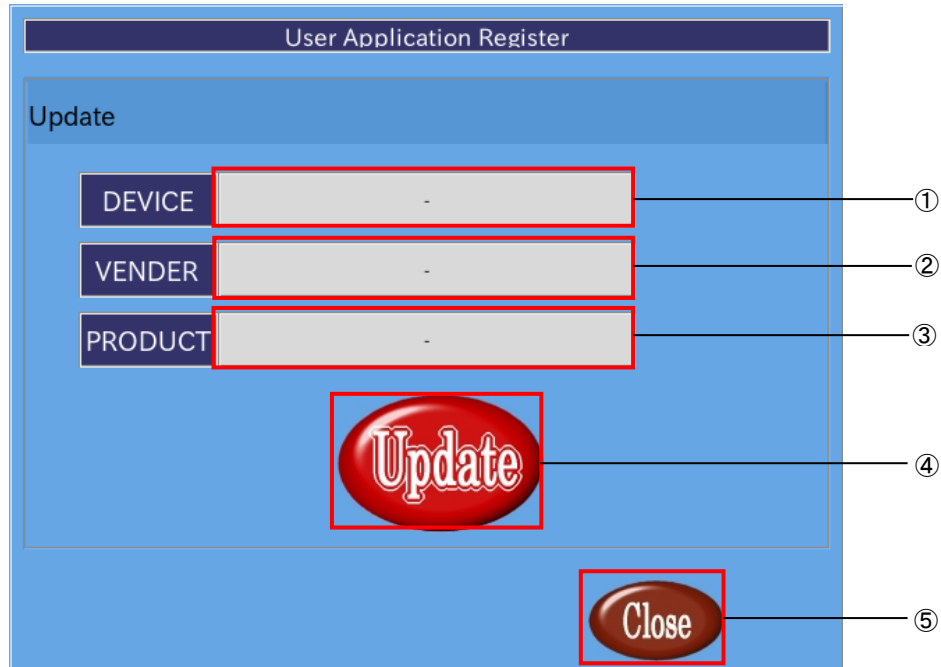 User Application Register
Update
DEVICE - ①
VENDER - ②
PRODUCT - ③
Update ④
Close ⑤